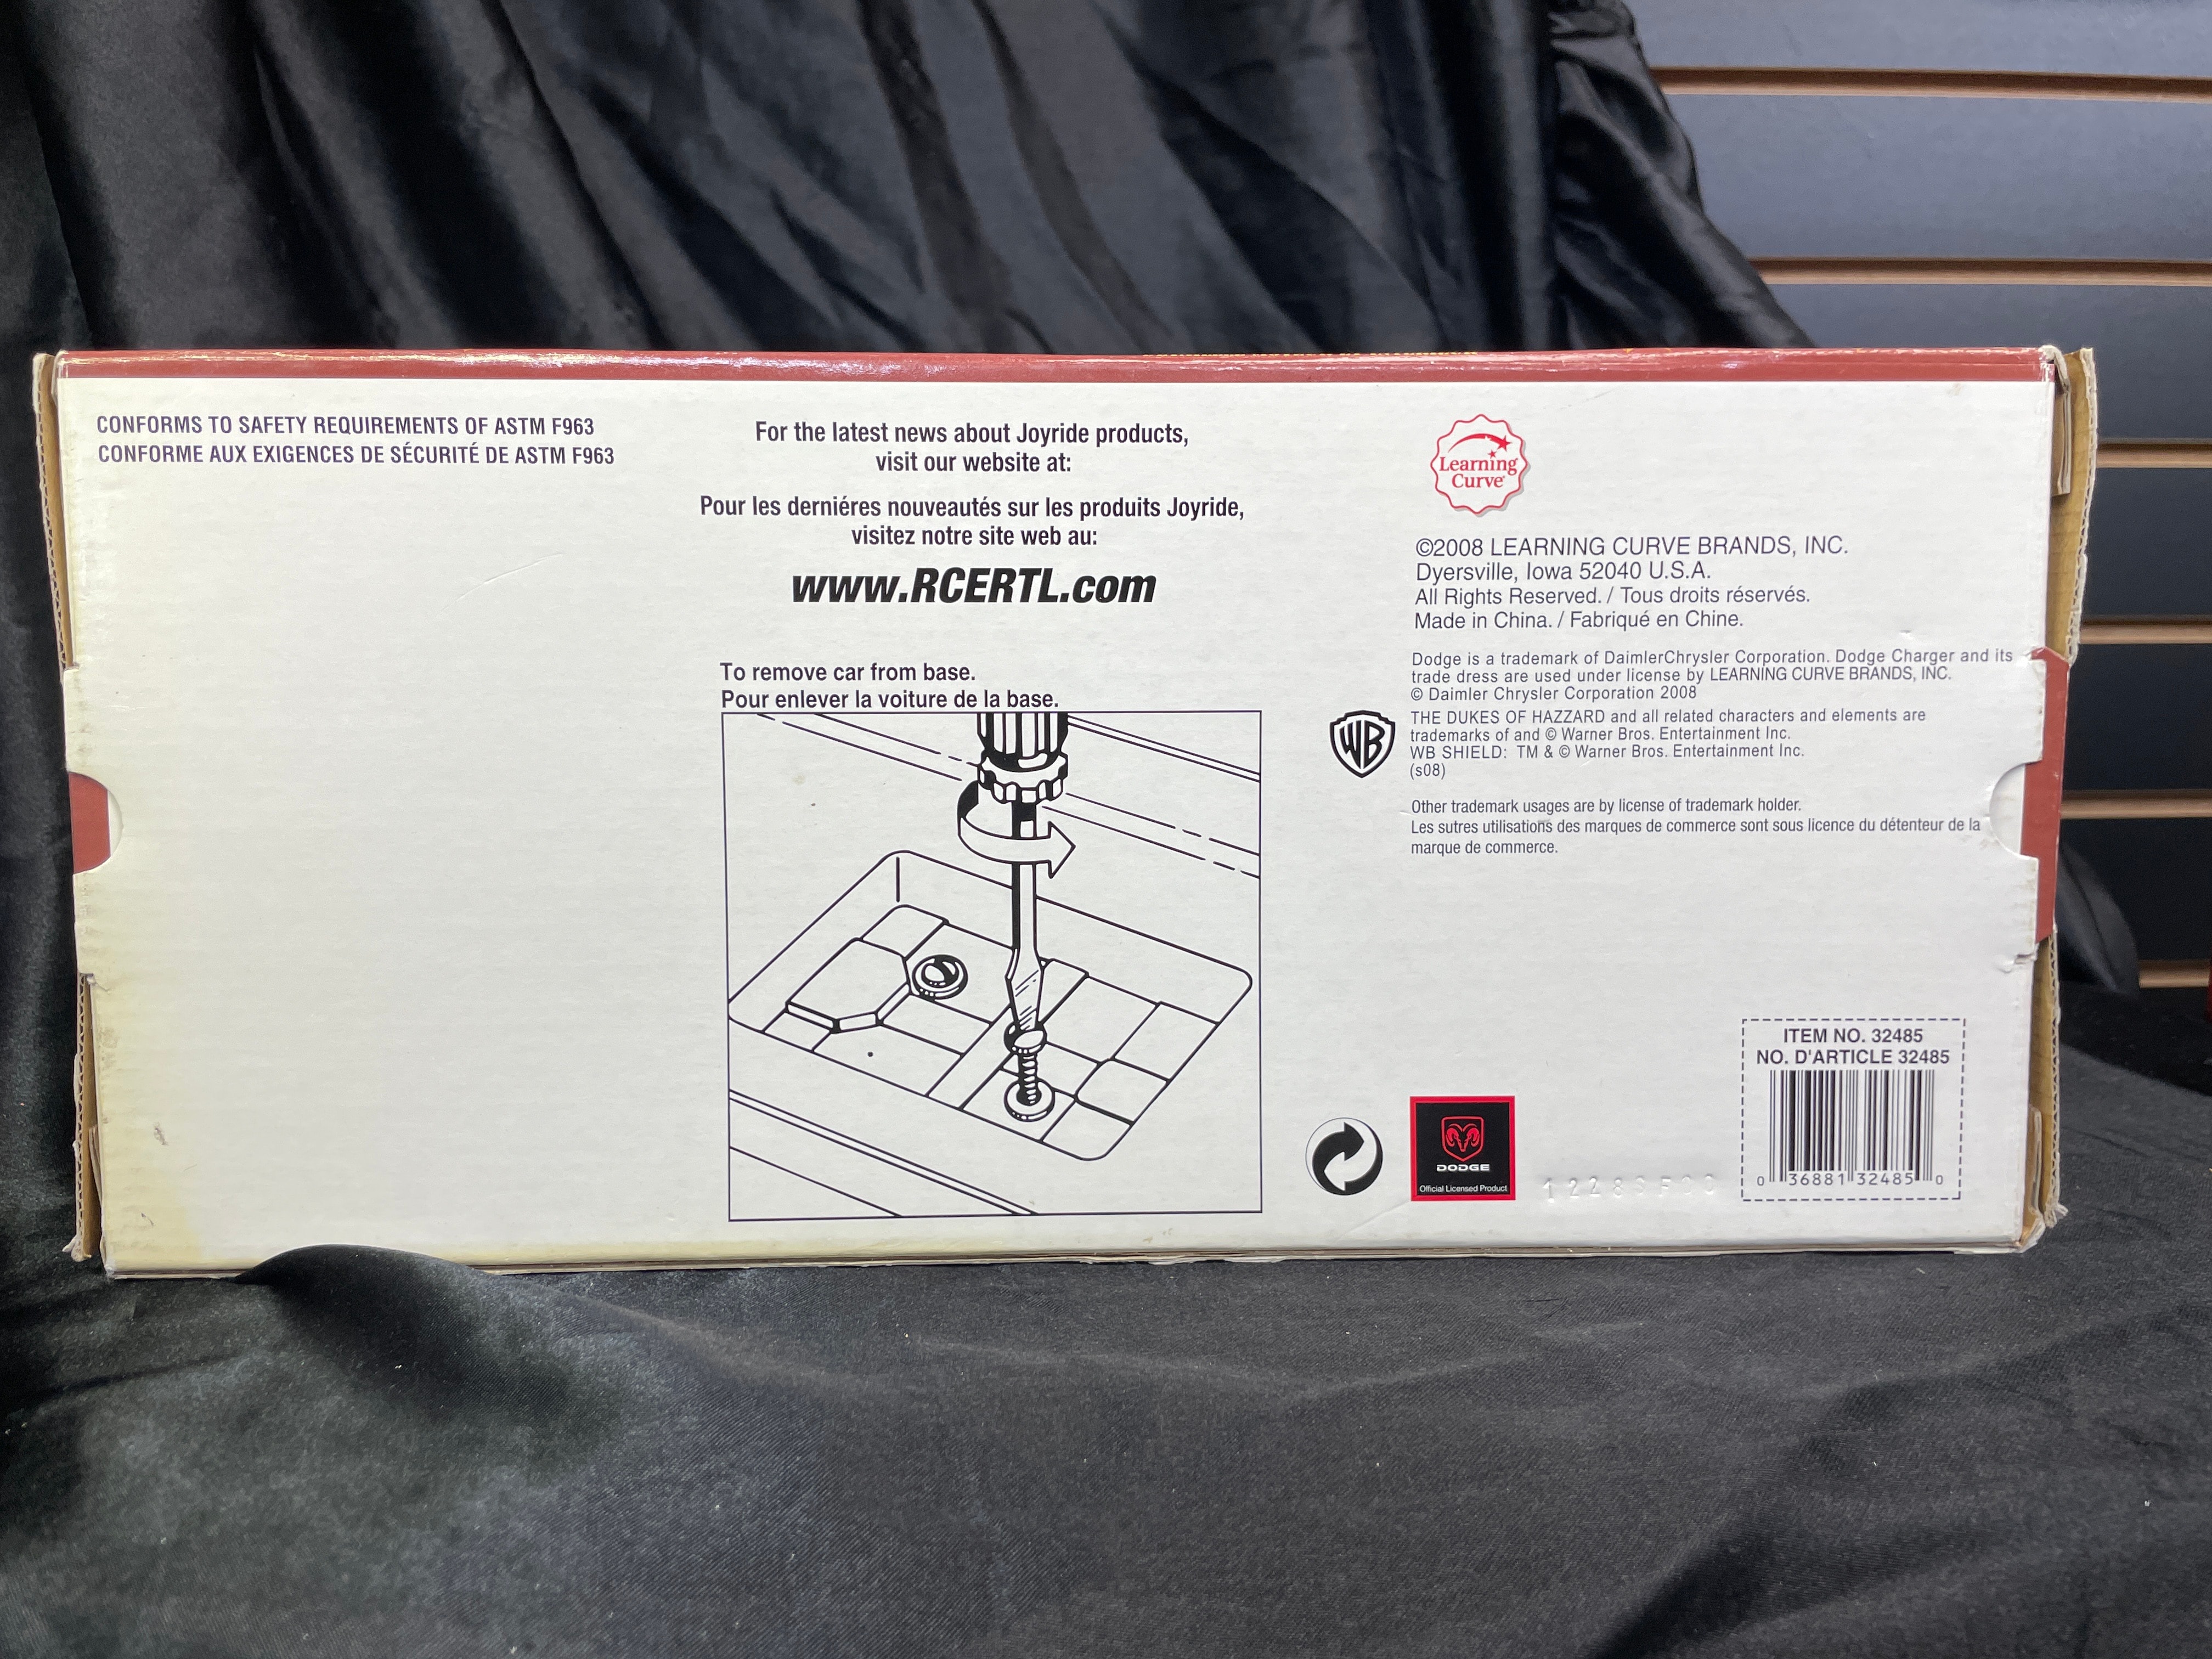 CONFORMS TO SAFETY REQUIREMENTS OF ASTM F963
CONFORME AUX EXIGENCES DE SÉCURITÉ DE ASTM F963
For the latest news about Joyride products,
visit our website at:
Pour les derniéres nouveautés sur les produits Joyride,
visitez notre site web au:
www.RCERTL.com
To remove car from base.
Pour enlever la voiture de la base.
Learning
Curve
©2008 LEARNING CURVE BRANDS, INC.
Dyersville, Iowa 52040 U.S.A.
All Rights Reserved. / Tous droits réservés.
Made in China. / Fabriqué en Chine.
Dodge is a trademark of DaimlerChrysler Corporation. Dodge Charger and its
trade dress are used under license by LEARNING CURVE BRANDS, INC.
© Daimler Chrysler Corporation 2008
WB
THE DUKES OF HAZZARD and all related characters and elements are
trademarks of and © Warner Bros. Entertainment Inc.
WB SHIELD: TM & © Warner Bros. Entertainment Inc.
(s08)
Other trademark usages are by license of trademark holder.
Les sutres utilisations des marques de commerce sont sous licence du détenteur de la
marque de commerce.
DODGE
Official Licensed Product
ITEM NO. 32485
NO. D'ARTICLE 32485
0 36881 32485 0